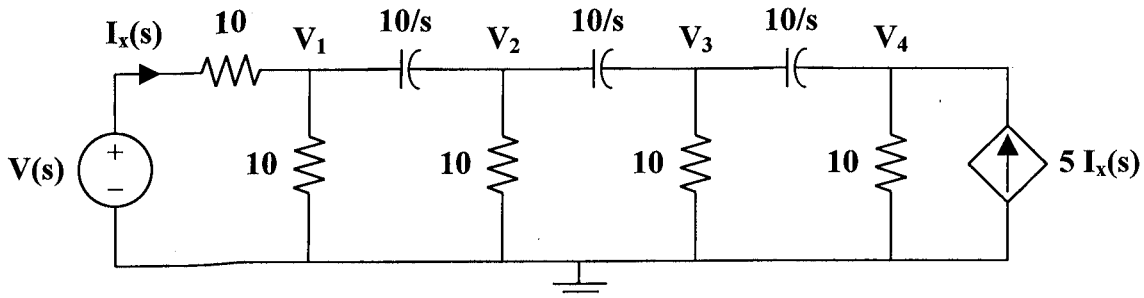 Iₓ(s) 10 V₁ 10/s V₂ 10/s V₃ 10/s V₄
V(s) + − 10 10 10 10 5 Iₓ(s)